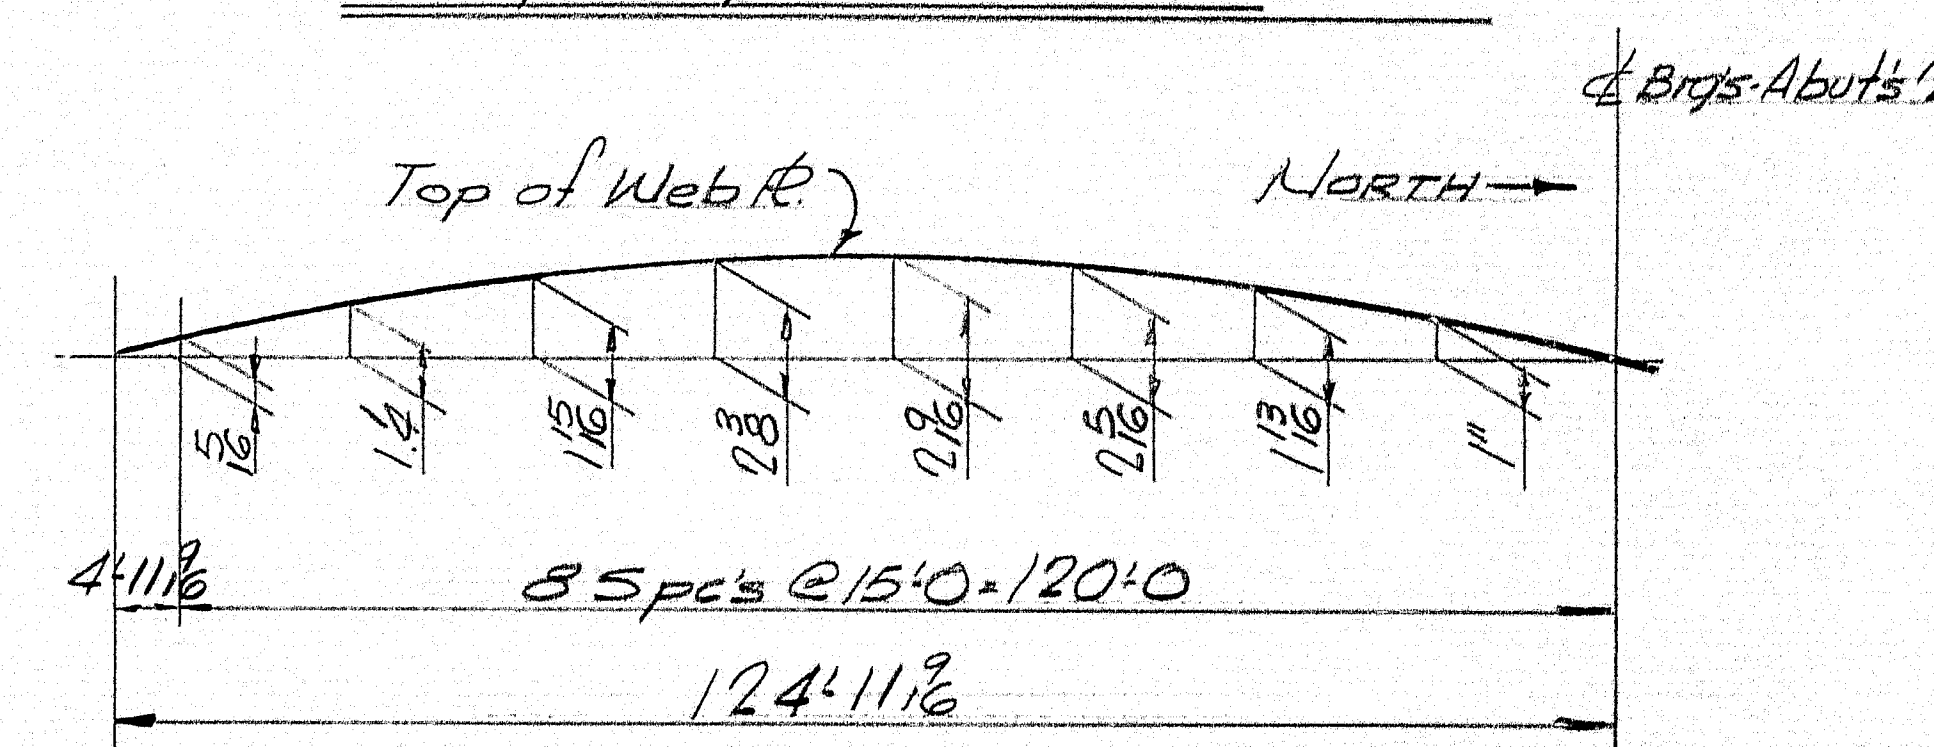 ℄ Brg's.-Abut's
Top of Web ℄.
NORTH
5/16
1 1/4
1 15/16
2 3/8
2 9/16
2 5/16
1 13/16
1"
4'-11 9/16
8 Spc's @ 15'-0 = 120'-0
124'-11 9/16